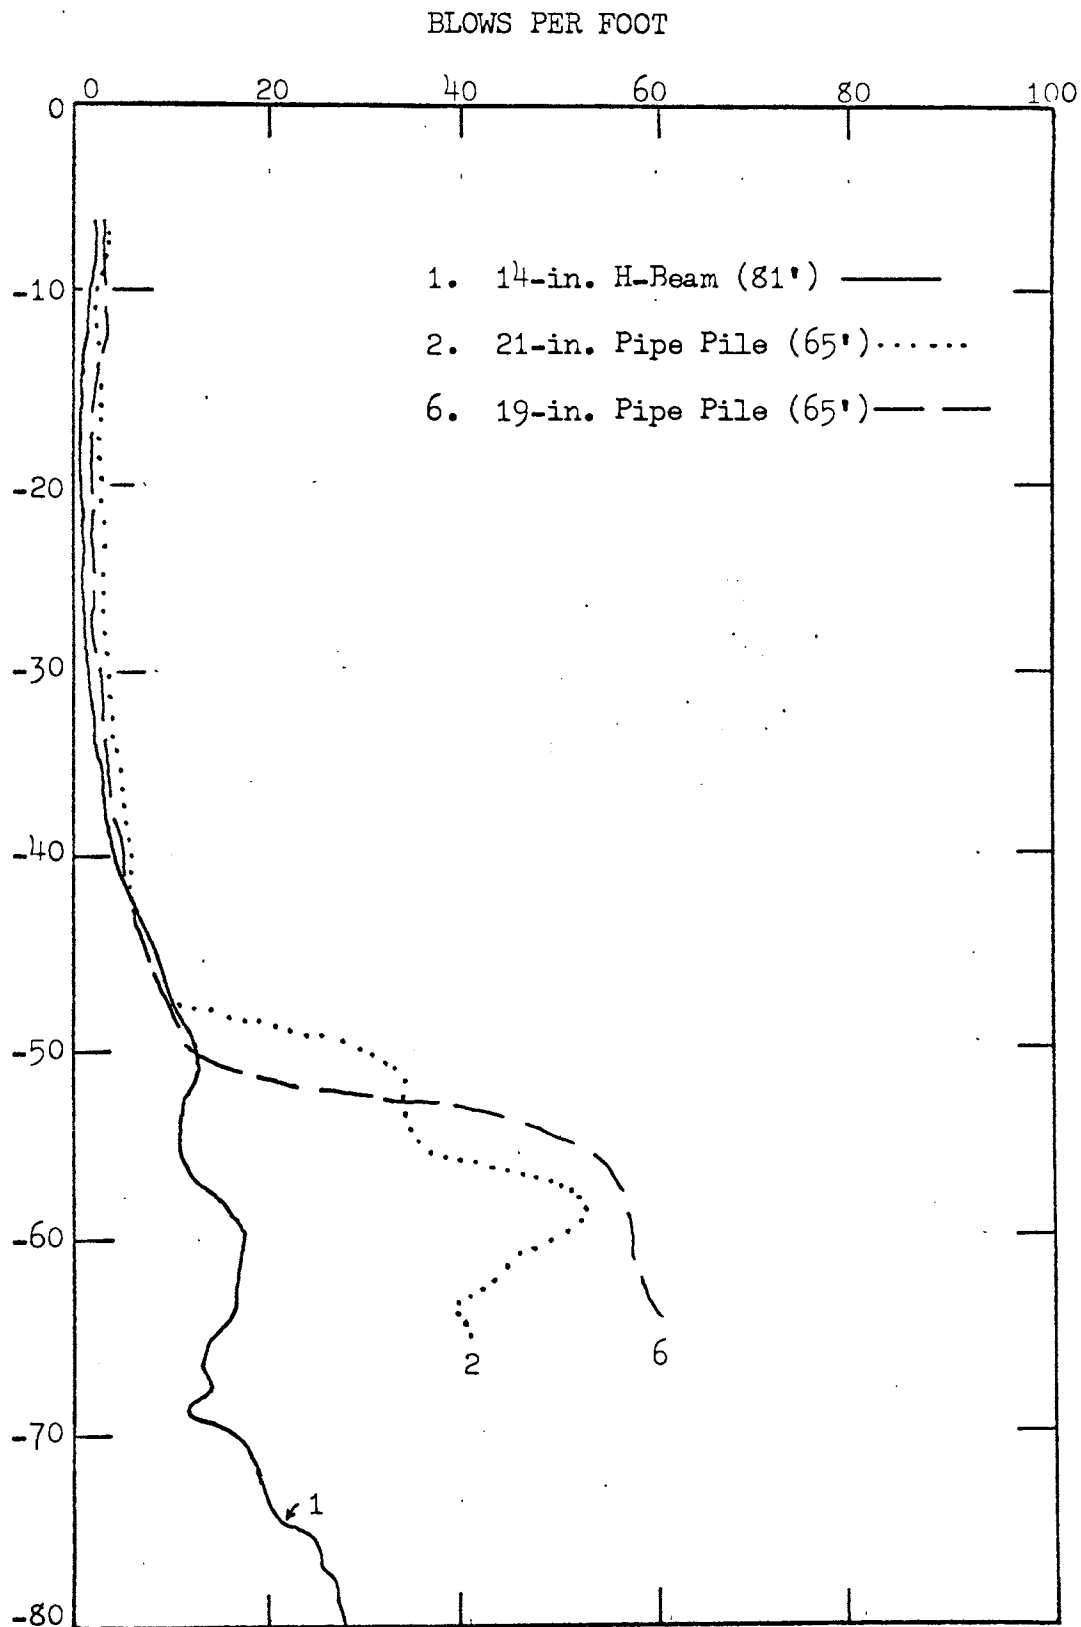 BLOWS PER FOOT
0 20 40 60 80 100
0
-10
1. 14-in. H-Beam (81')
2. 21-in. Pipe Pile (65')
6. 19-in. Pipe Pile (65')
-20
-30
-40
-50
-60
2 6
-70
1
-80